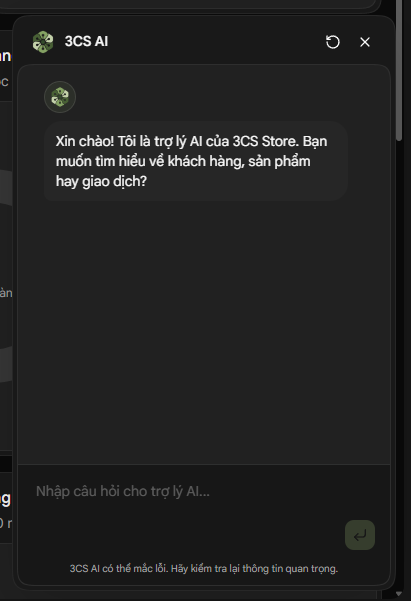 3CS AI
Xin chào! Tôi là trợ lý AI của 3CS Store. Bạn
muốn tìm hiểu về khách hàng, sản phẩm
hay giao dịch?
Nhập câu hỏi cho trợ lý AI...
3CS AI có thể mắc lỗi. Hãy kiểm tra lại thông tin quan trọng.